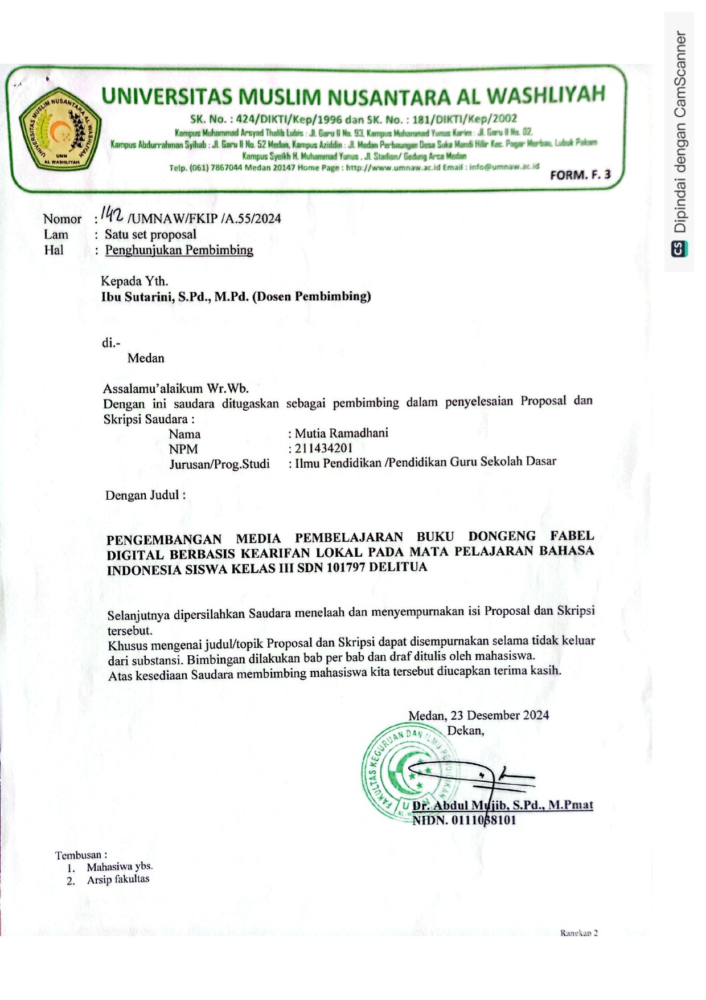 UNIVERSITAS MUSLIM NUSANTARA AL WASHLIYAH
SK. No. : 424/DIKTI/Kep/1996 dan SK. No. : 181/DIKTI/Kep/2002
Kampus Muhammad Arsyad Thalib Lubis : Jl. Garu II No. 93, Kampus Muhammad Yunus Karim : Jl. Garu II No. 02.
Kampus Abdurrahman Syihab : Jl. Garu II No. 52 Medan, Kampus Aziddin : Jl. Medan Perbaungan Desa Suka Mandi Hilir Kec. Pagar Merbau, Lubuk Pakam
Kampus Syeikh H. Muhammad Yunus . Jl. Stadion/ Gedung Arca Medan
Telp. (061) 7867044 Medan 20147 Home Page : http://www.umnaw.ac.id Email : info@umnaw.ac.id
FORM. F. 3
UNIVERSITAS MUSLIM NUSANTARA AL WASHLIYAH
UMN
AL WASHLIYAH
Nomor : 142 /UMNAW/FKIP /A.55/2024
Lam : Satu set proposal
Hal : Penghunjukan Pembimbing
Kepada Yth.
Ibu Sutarini, S.Pd., M.Pd. (Dosen Pembimbing)
di.-
Medan
Assalamu’alaikum Wr.Wb.
Dengan ini saudara ditugaskan sebagai pembimbing dalam penyelesaian Proposal dan
Skripsi Saudara :
Nama : Mutia Ramadhani
NPM : 211434201
Jurusan/Prog.Studi : Ilmu Pendidikan /Pendidikan Guru Sekolah Dasar
Dengan Judul :
PENGEMBANGAN MEDIA PEMBELAJARAN BUKU DONGENG FABEL
DIGITAL BERBASIS KEARIFAN LOKAL PADA MATA PELAJARAN BAHASA
INDONESIA SISWA KELAS III SDN 101797 DELITUA
Selanjutnya dipersilahkan Saudara menelaah dan menyempurnakan isi Proposal dan Skripsi
tersebut.
Khusus mengenai judul/topik Proposal dan Skripsi dapat disempurnakan selama tidak keluar
dari substansi. Bimbingan dilakukan bab per bab dan draf ditulis oleh mahasiswa.
Atas kesediaan Saudara membimbing mahasiswa kita tersebut diucapkan terima kasih.
Medan, 23 Desember 2024
Dekan,
FAKULTAS KEGURUAN DAN ILMU PENDIDIKAN
UMN
Dr. Abdul Mujib, S.Pd., M.Pmat
NIDN. 0111038101
Tembusan :
1. Mahasiwa ybs.
2. Arsip fakultas
Rangkap 2
CS Dipindai dengan CamScanner